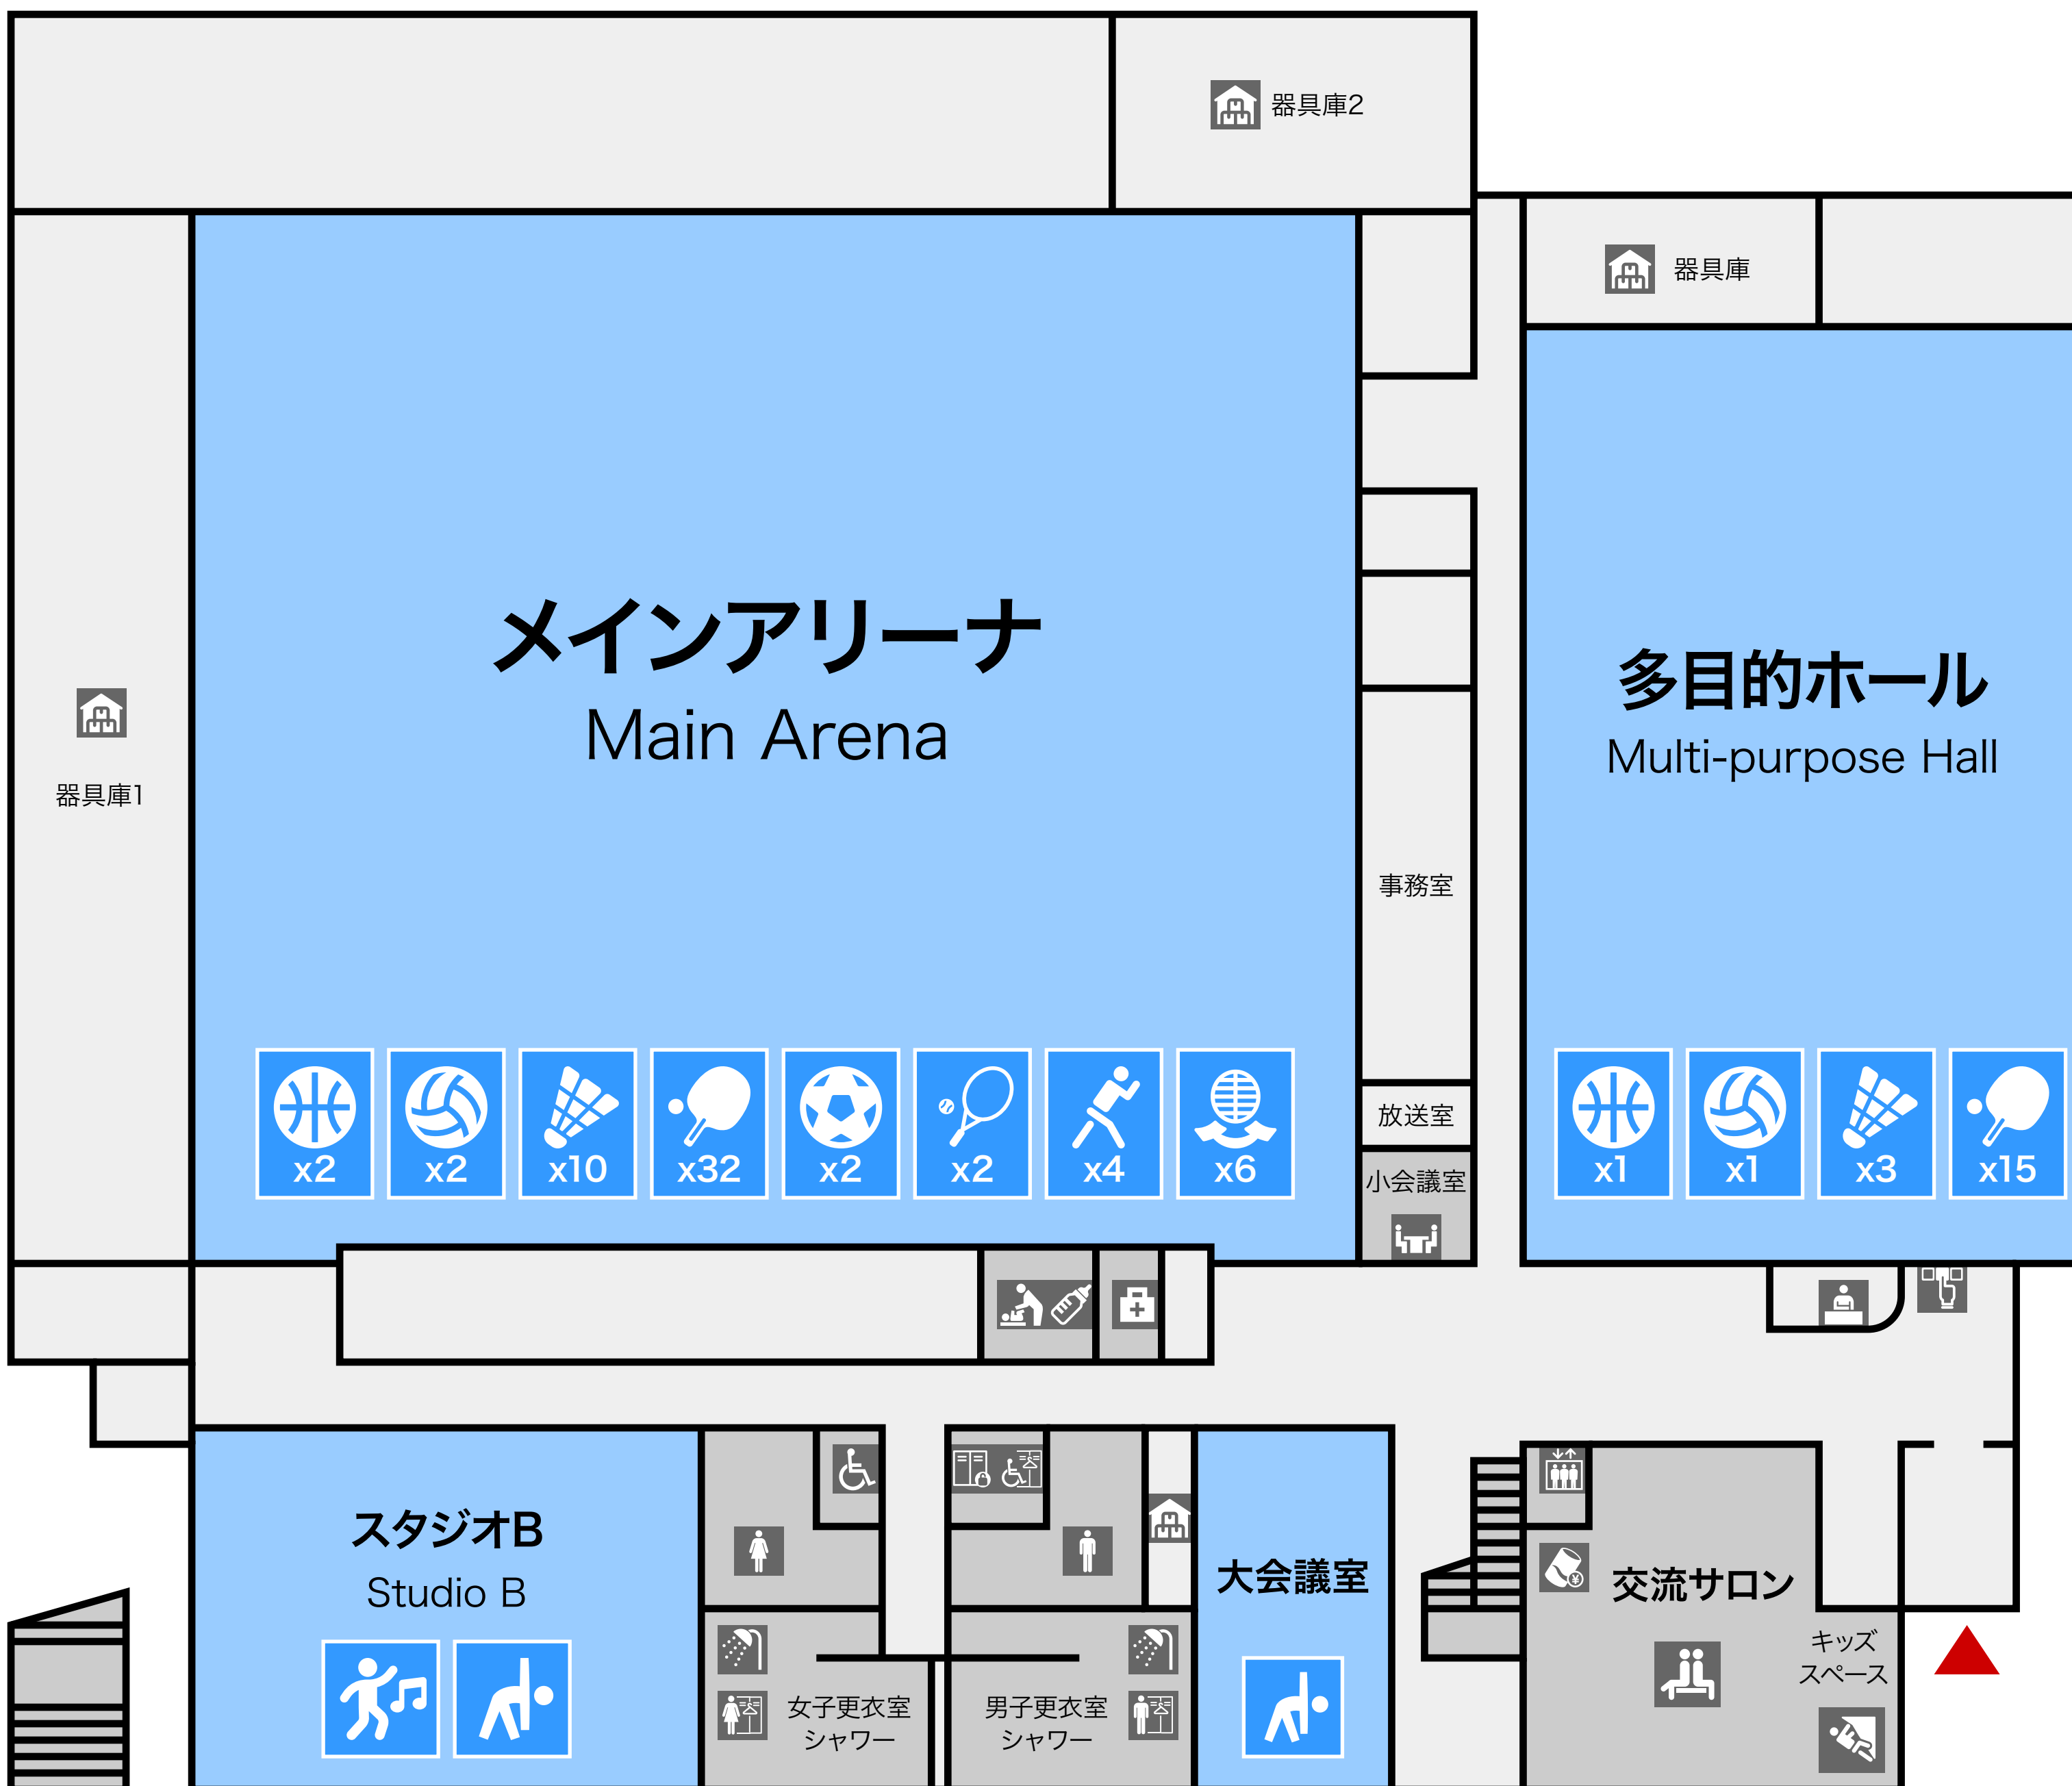 器具庫2
器具庫
メインアリーナ
Main Arena
多目的ホール
Multi-purpose Hall
器具庫1
事務室
放送室
小会議室
x2
x2
x10
x32
x2
x2
x4
x6
x1
x1
x3
x15
スタジオB
Studio B
大会議室
交流サロン
キッズ
スペース
女子更衣室
シャワー
男子更衣室
シャワー